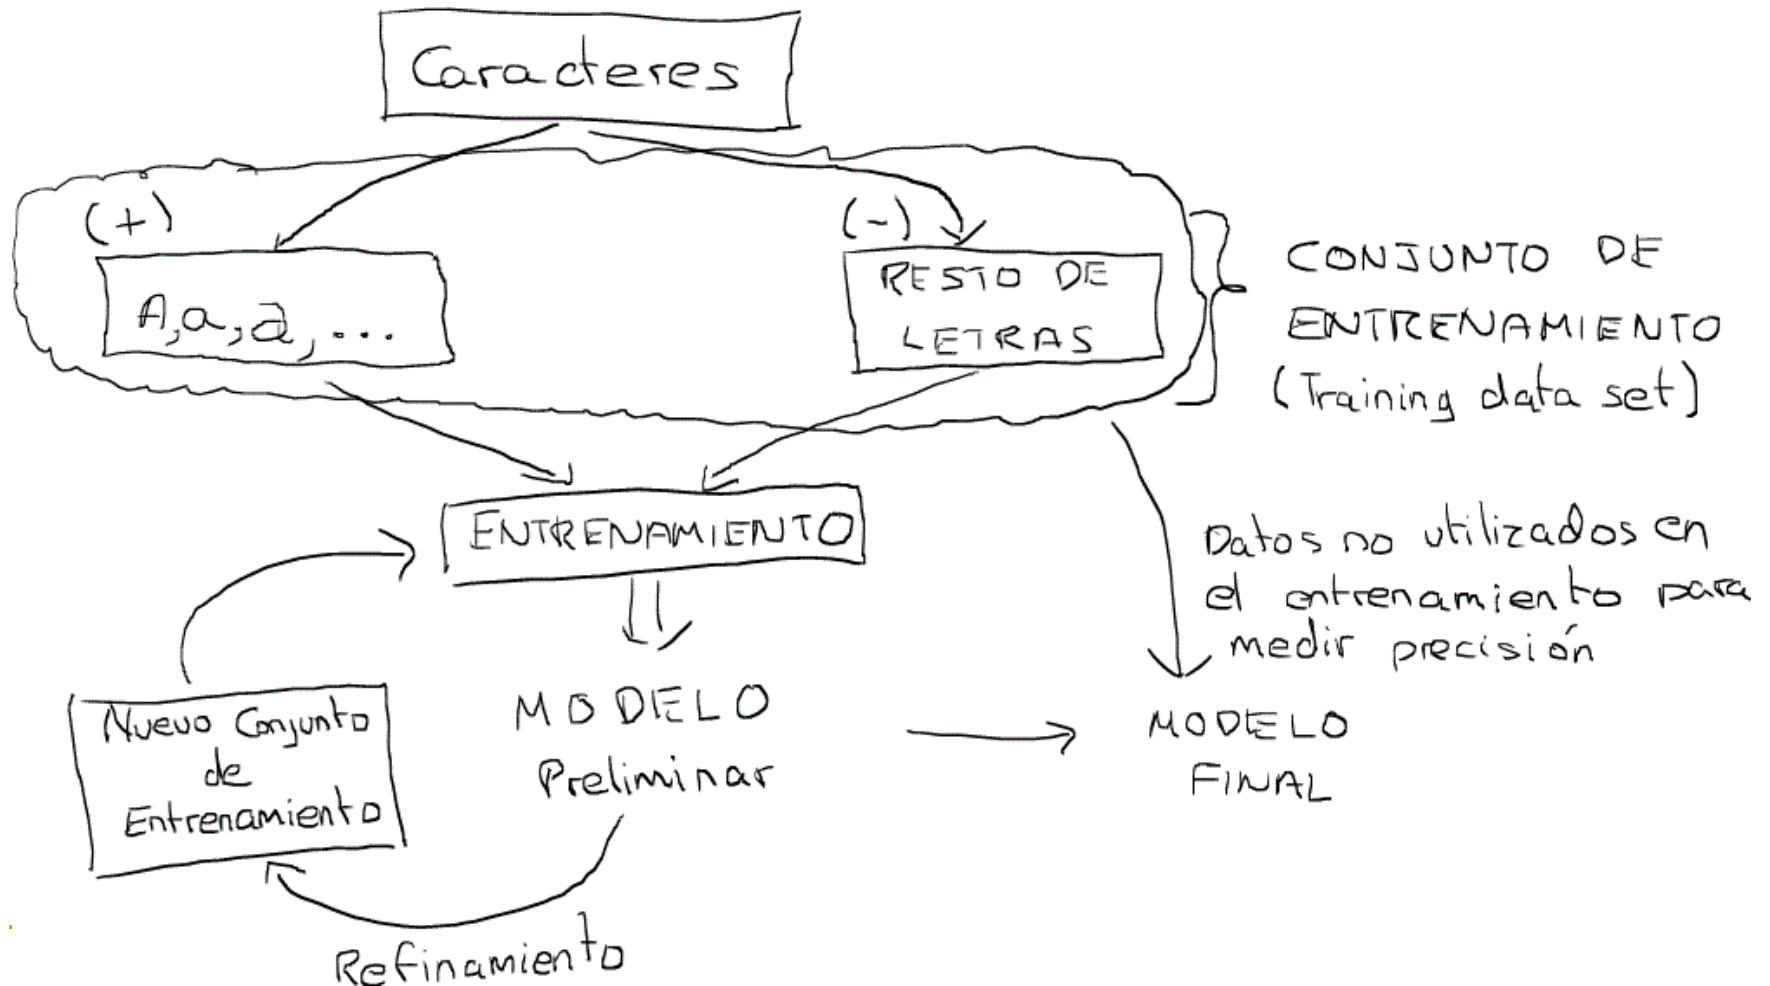 Caracteres
(+)
(-)
A, a, a, ...
RESTO DE
LETRAS
CONJUNTO DE
ENTRENAMIENTO
(Training data set)
ENTRENAMIENTO
Datos no utilizados en
el entrenamiento para
medir precisión
Nuevo Conjunto
de
Entrenamiento
MODELO
Preliminar
MODELO
FINAL
Refinamiento